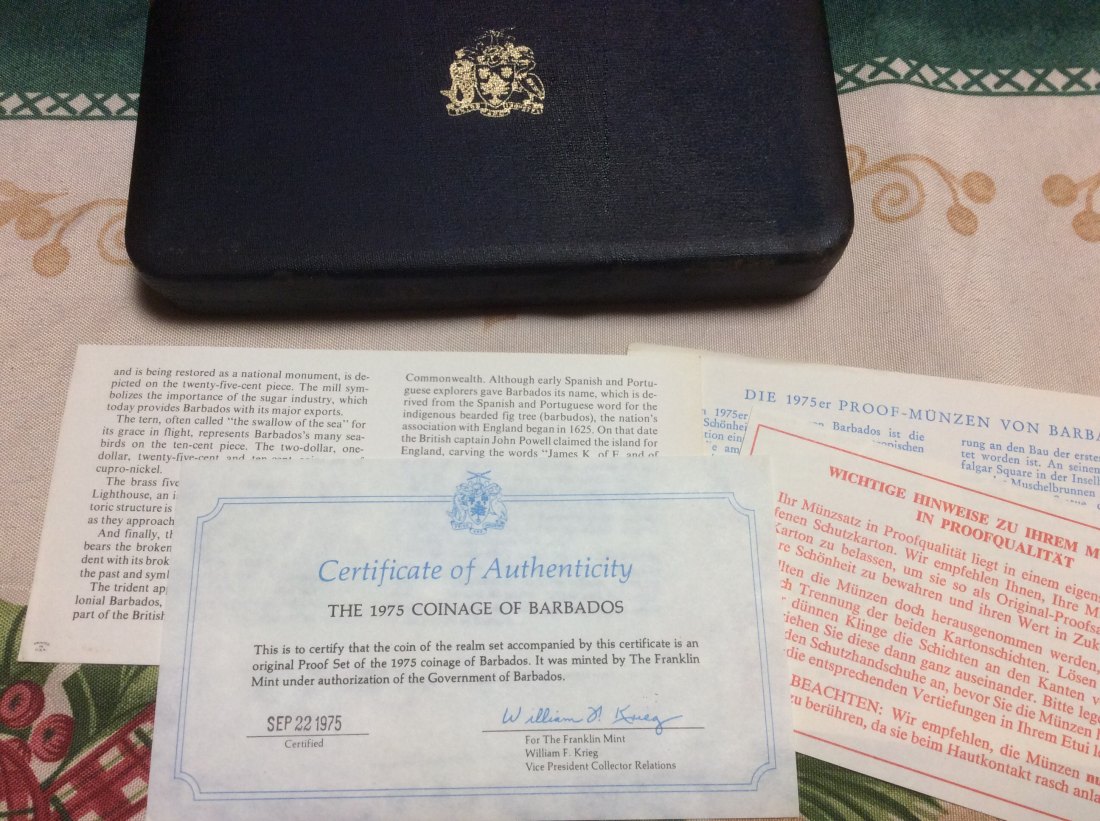 and is being restored as a national monument, is de-
picted on the twenty-five-cent piece. The mill sym-
bolizes the importance of the sugar industry, which
today provides Barbados with its major exports.
The tern, often called "the swallow of the sea" for
its grace in flight, represents Barbados's many sea-
birds on the ten-cent piece. The two-dollar, one-
dollar, twenty-five-cent and ten-cent
cupro-nickel.
The brass five
Lighthouse, an
toric structure is
as they approach
And finally, th
bears the broken
dent with its brok
the past and symb
The trident ap
lonial Barbados,
part of the British
Commonwealth. Although early Spanish and Portu-
guese explorers gave Barbados its name, which is de-
rived from the Spanish and Portuguese word for the
indigenous bearded fig tree (barbudos), the nation's
association with England began in 1625. On that date
the British captain John Powell claimed the island for
England, carving the words "James K. of E. and of
DIE 1975er PROOF-MÜNZEN VON BARBA
n 1975er
Barbados ist die
Schönhei
tion ein
rung an den Bau der erste
tet worden ist. An seinem
falgar Square in der Insell
Muschelbrunnen
WICHTIGE HINWEISE ZU IHREM M
IN PROOFQUALITÄT
Ihr Münzsatz in Proofqualität liegt in einem eigens
fenen Schutzkarton. Wir empfehlen Ihnen, Ihre M
Karton zu belassen, um sie so als Original-Proofsa
re Schönheit zu bewahren und ihren Wert in Zuk
llten die Münzen doch herausgenommen werden,
ch Trennung der beiden Kartonschichten. Lösen
r dünnen Klinge die Schichten an den Kanten v
ziehen Sie diese dann ganz auseinander. Bitte lege
den Schutzhandschuhe an, bevor Sie die Münzen
die entsprechenden Vertiefungen in Ihrem Etui l
BEACHTEN: Wir empfehlen, die Münzen nu
zu berühren, da sie beim Hautkontakt rasch anla
Certificate of Authenticity
THE 1975 COINAGE OF BARBADOS
This is to certify that the coin of the realm set accompanied by this certificate is an
original Proof Set of the 1975 coinage of Barbados. It was minted by The Franklin
Mint under authorization of the Government of Barbados.
SEP 22 1975
Certified
William F. Krieg
For The Franklin Mint
William F. Krieg
Vice President Collector Relations